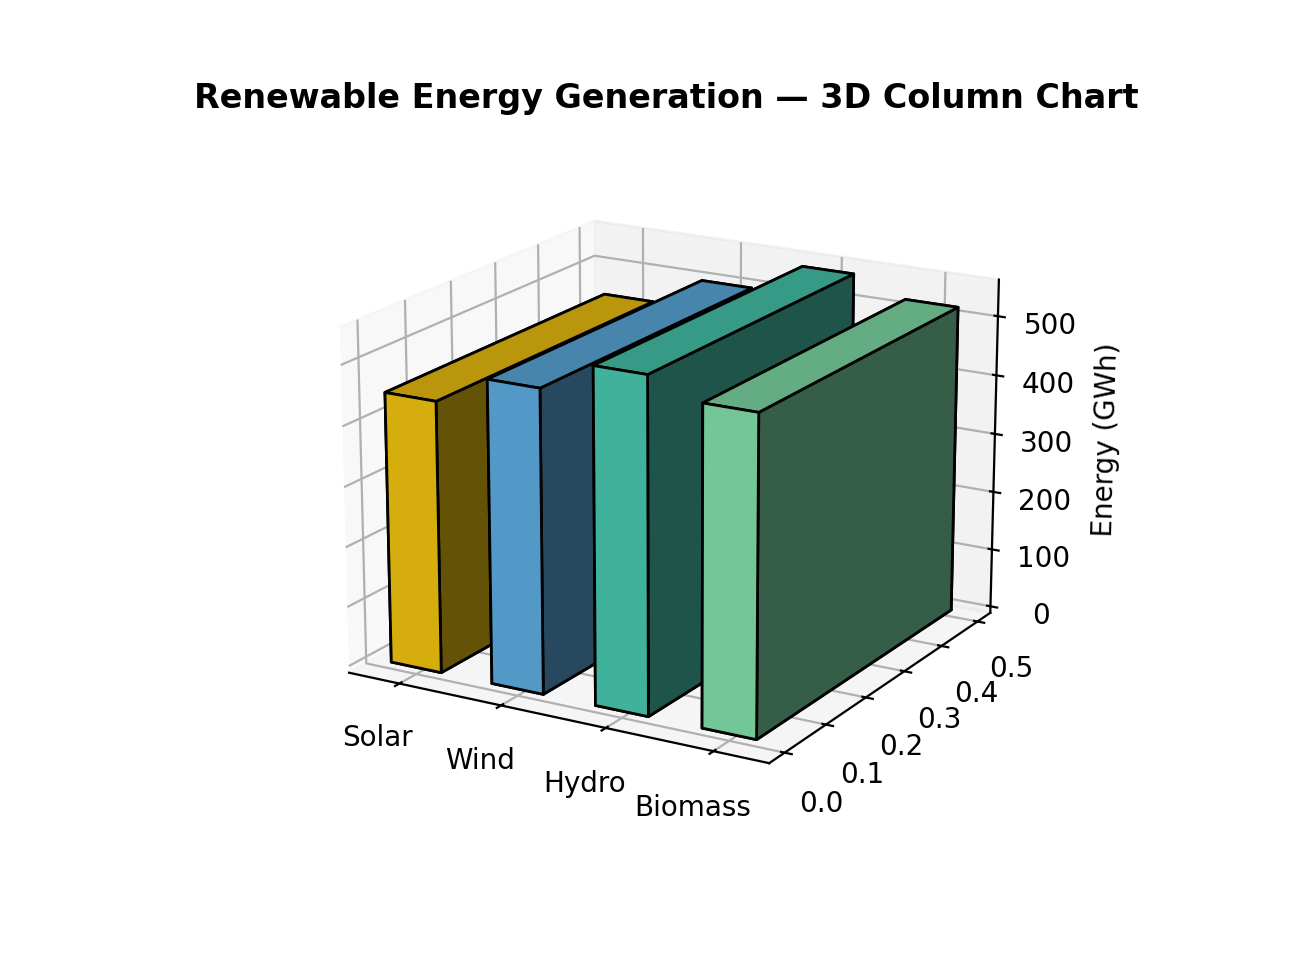 Renewable Energy Generation — 3D Column Chart
500
400
300
200
100
0
Energy (GWh)
0.5
0.4
0.3
0.2
0.1
0.0
Solar
Wind
Hydro
Biomass